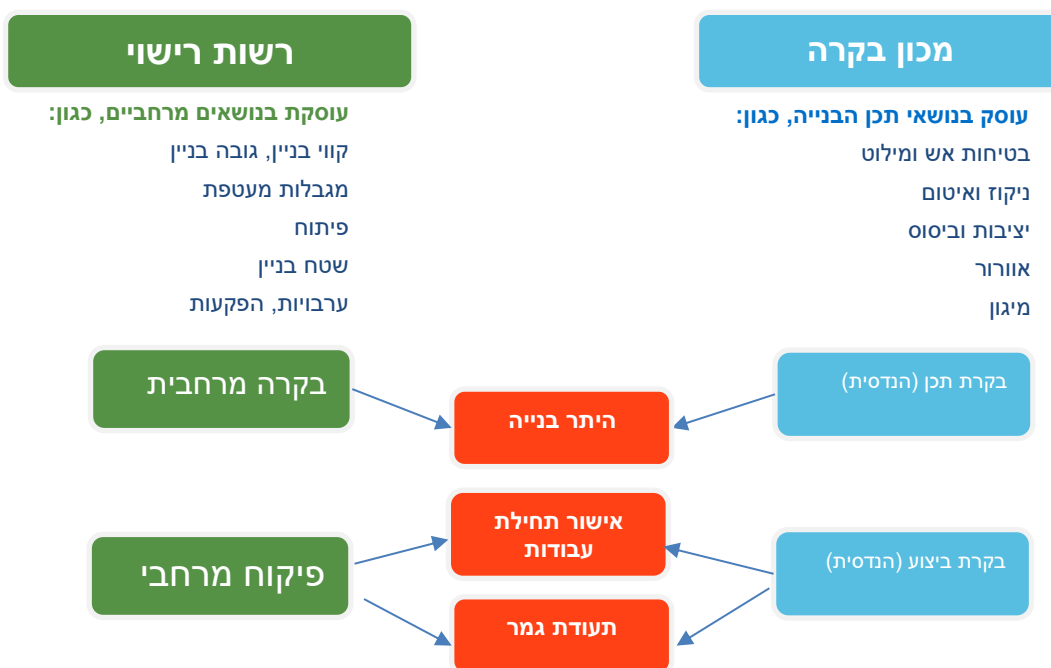 מכון בקרה
עוסק בנושאי תכן הבנייה, כגון:
בטיחות אש ומילוט
ניקוז ואיטום
יציבות וביסוס
אוורור
מיגון
רשות רישוי
עוסקת בנושאים מרחביים, כגון:
קווי בניין, גובה בניין
מגבלות מעטפת
פיתוח
שטח בניין
ערבויות, הפקעות
בקרת תכן (הנדסית)
היתר בנייה
בקרה מרחבית
בקרת ביצוע (הנדסית)
אישור תחילת
עבודות
פיקוח מרחבי
תעודת גמר